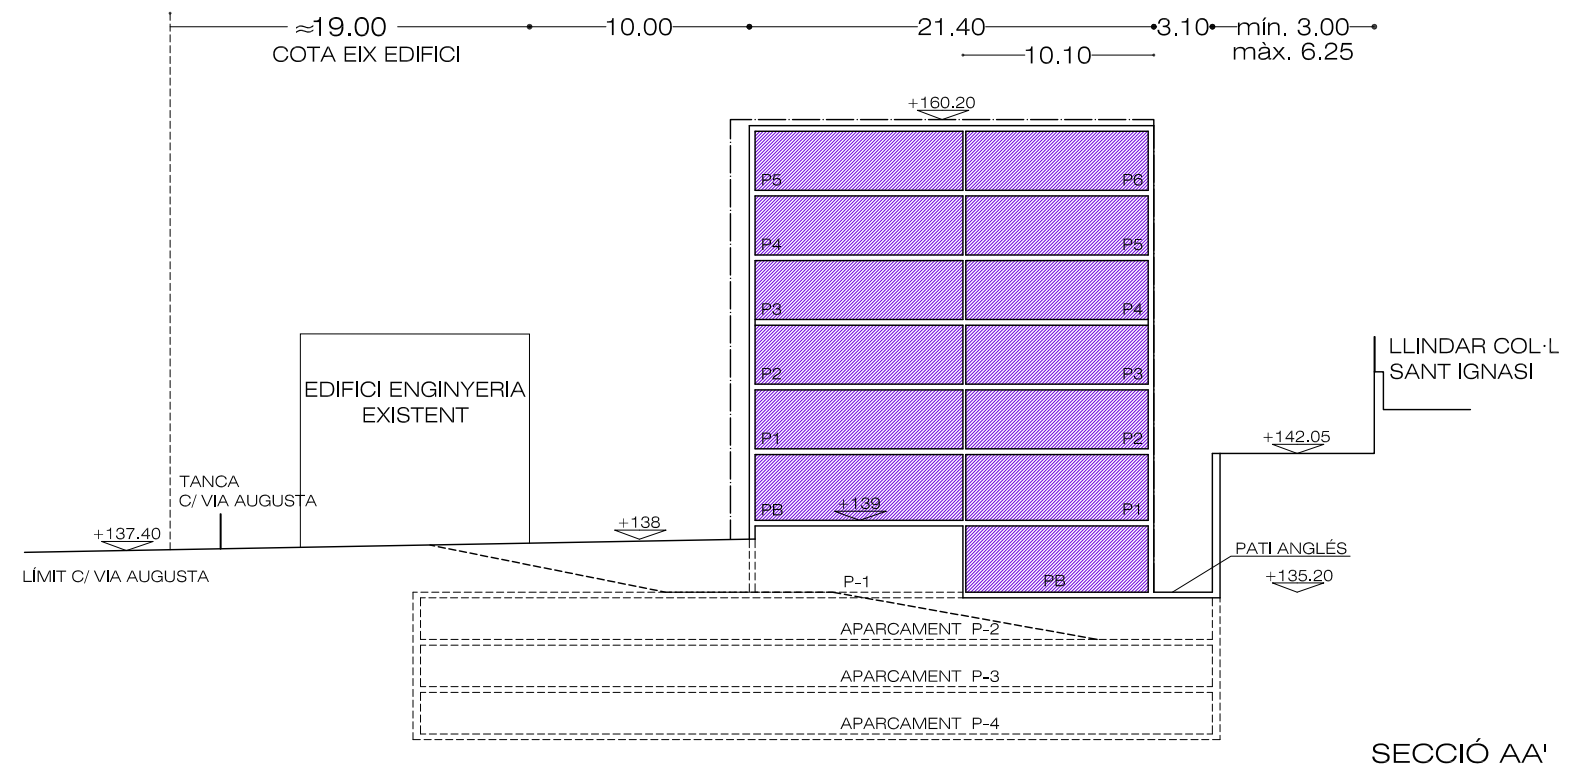 ≈19.00
COTA EIX EDIFICI
10.00
21.40
3.10
mín. 3.00
màx. 6.25
10.10
+160.20
P5
P6
P4
P5
P3
P4
P2
P3
P1
P2
PB
+139
P1
PB
EDIFICI ENGINYERIA
EXISTENT
LLINDAR COL·L
SANT IGNASI
+142.05
TANCA
C/ VIA AUGUSTA
+137.40
+138
LÍMIT C/ VIA AUGUSTA
PATI ANGLÉS
+135.20
P-1
APARCAMENT P-2
APARCAMENT P-3
APARCAMENT P-4
SECCIÓ AA'